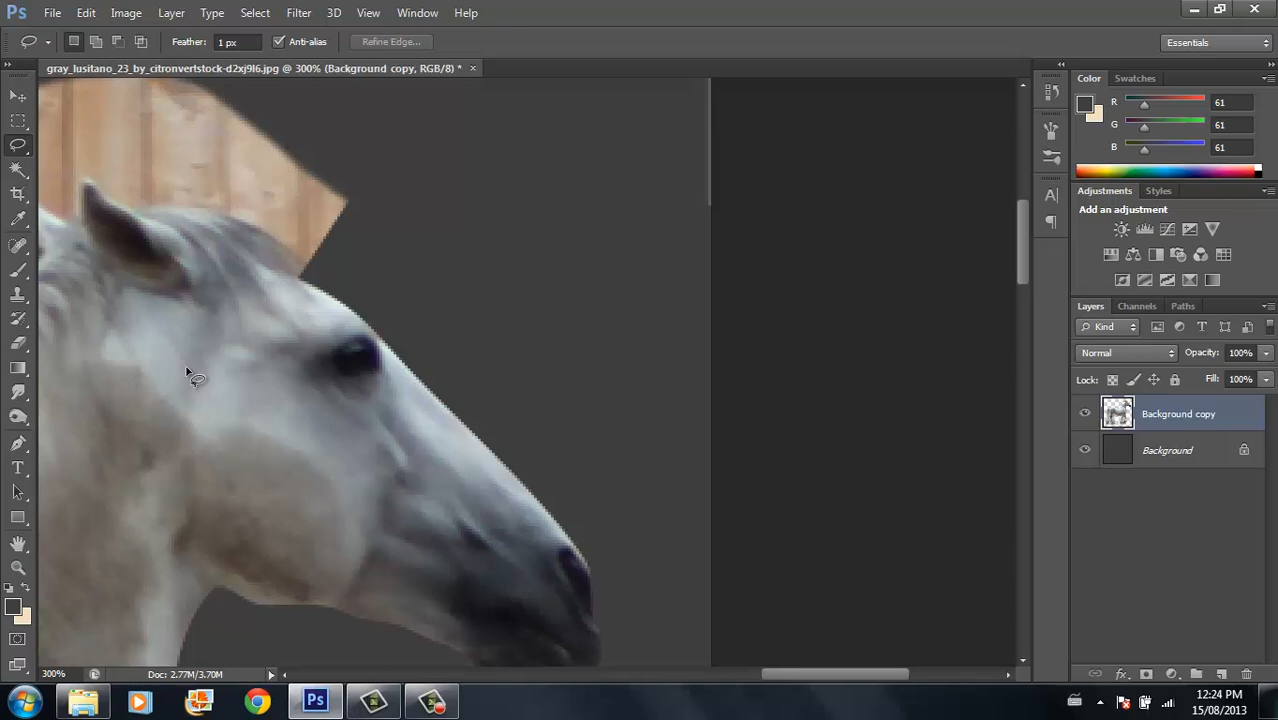 Ps File Edit Image Layer Type Select Filter 3D View Window Help
Feather: 1 px Anti-alias Refine Edge... Essentials
gray_lusitano_23_by_citronvertstock-d2xj9l6.jpg @ 300% (Background copy, RGB/8) * ×
Color Swatches
R 61
G 61
B 61
Adjustments Styles
Add an adjustment
Layers Channels Paths
Kind
Normal Opacity: 100%
Lock: Fill: 100%
Background copy
Background
300% Doc: 2.77M/3.70M
Ps
12:24 PM
15/08/2013